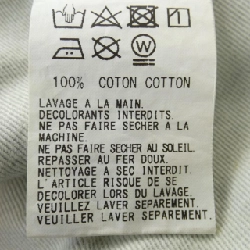 1
W
100% COTON COTTON
LAVAGE A LA MAIN.
DECOLORANTS INTERDITS.
NE PAS FAIRE SECHER A LA
MACHINE
NE PAS FAIRE SECHER AU SOLEIL.
REPASSER AU FER DOUX.
NETTOYAGE A SEC INTERDIT.
L'ARTICLE RISQUE DE SE
DECOLORER LORS DU LAVAGE.
VEUILLEZ LAVER SEPAREMENT.
VEUILLER LAVER SEPAREMENT.